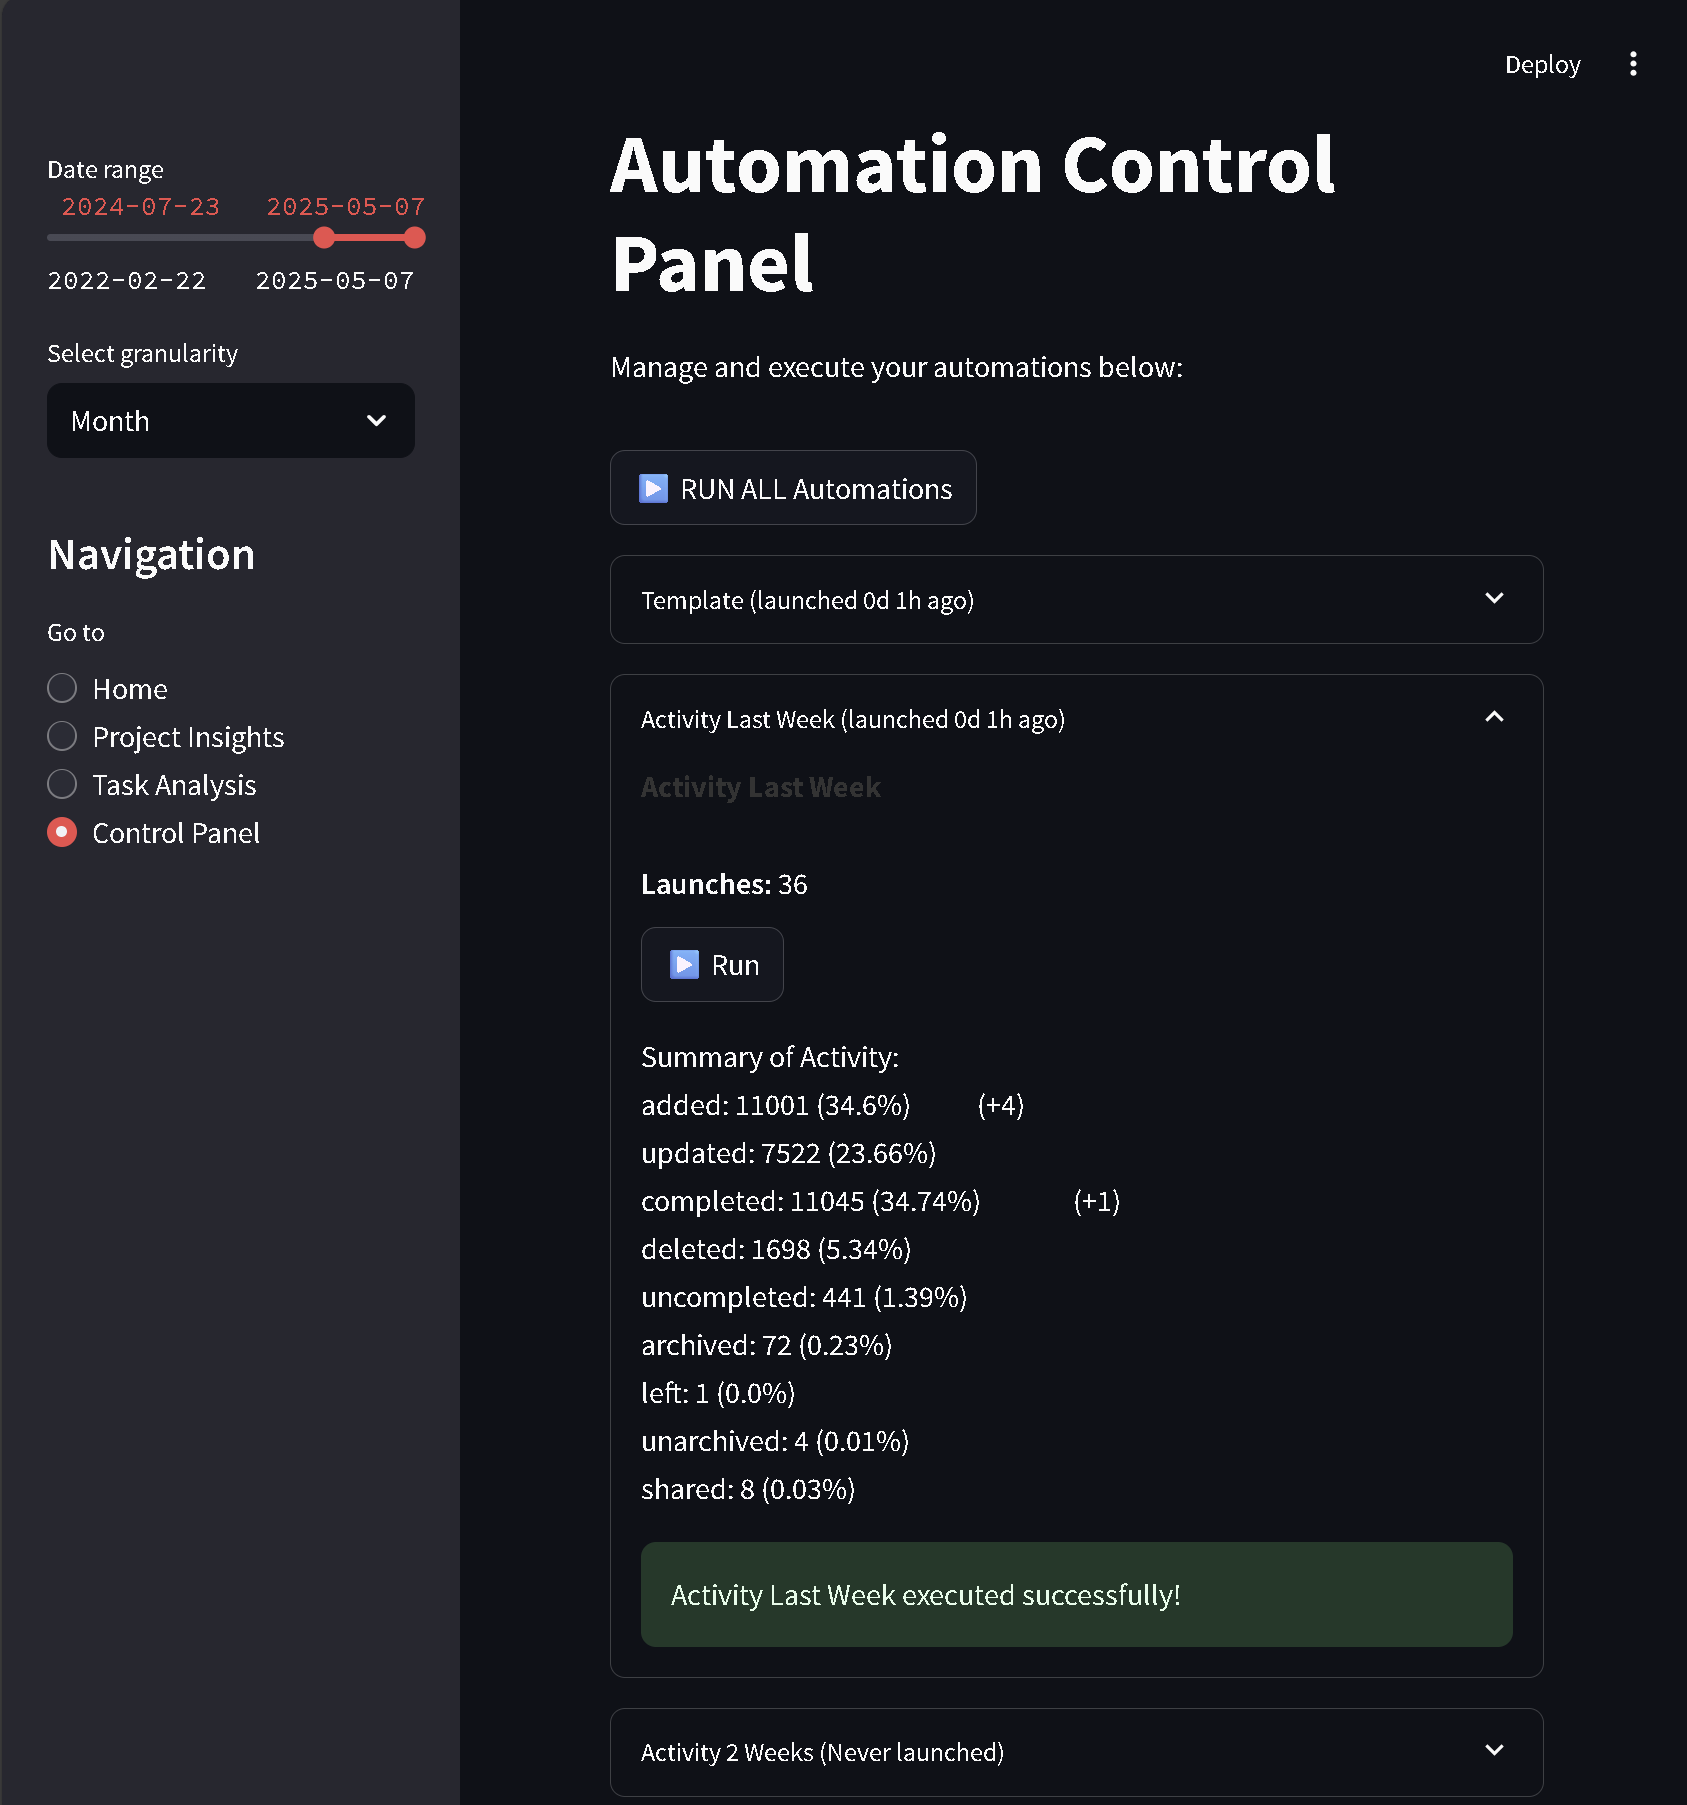 Deploy
Date range
2024-07-23 2025-05-07
2022-02-22 2025-05-07
Select granularity
Month
Navigation
Go to
Home
Project Insights
Task Analysis
Control Panel
Automation Control
Panel
Manage and execute your automations below:
RUN ALL Automations
Template (launched 0d 1h ago)
Activity Last Week (launched 0d 1h ago)
Activity Last Week
Launches: 36
Run
Summary of Activity:
added: 11001 (34.6%) (+4)
updated: 7522 (23.66%)
completed: 11045 (34.74%) (+1)
deleted: 1698 (5.34%)
uncompleted: 441 (1.39%)
archived: 72 (0.23%)
left: 1 (0.0%)
unarchived: 4 (0.01%)
shared: 8 (0.03%)
Activity Last Week executed successfully!
Activity 2 Weeks (Never launched)